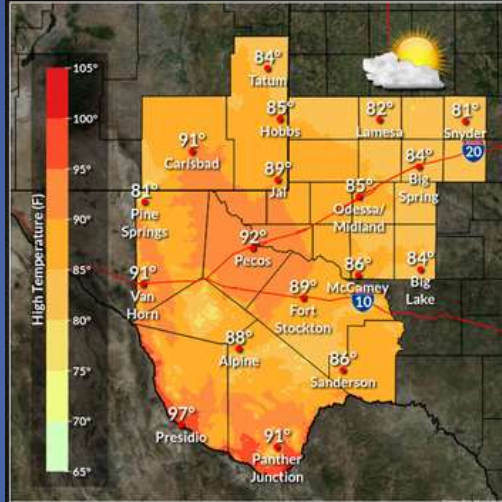 High Temperature (F)
105°
100°
95°
90°
85°
80°
75°
70°
65°
84°
Tatum
85°
Hobbs
82°
Lamesa
81°
Snyder
20
91°
Carlsbad
89°
Jal
84°
Big
Spring
81°
Pine
Springs
85°
Odessa/
Midland
92°
Pecos
91°
Van
Horn
89°
Fort
Stockton
86°
McCamey
10
84°
Big
Lake
88°
Alpine
86°
Sanderson
97°
Presidio
91°
Panther
Junction